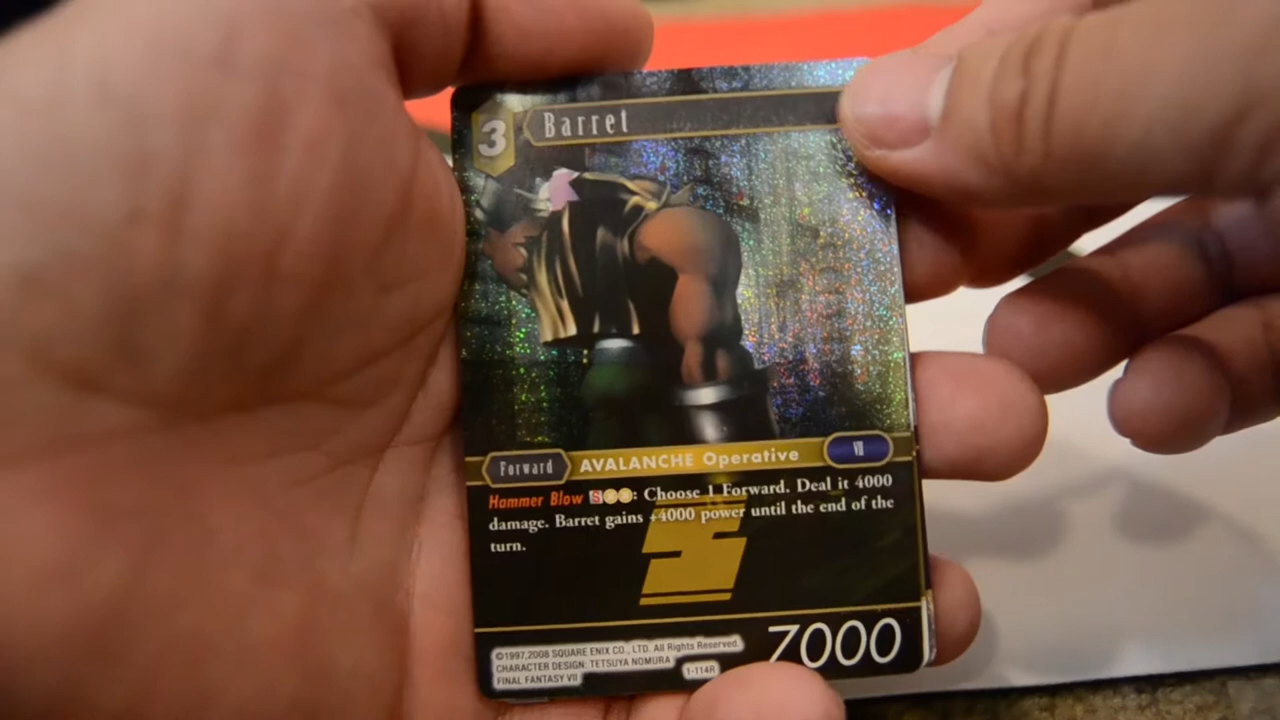 3
Barret
Forward
AVALANCHE Operative
VII
Hammer Blow S: Choose 1 Forward. Deal it 4000
damage. Barret gains +4000 power until the end of the
turn.
©1997,2008 SQUARE ENIX CO., LTD. All Rights Reserved.
CHARACTER DESIGN: TETSUYA NOMURA
FINAL FANTASY VII
1-114R
7000